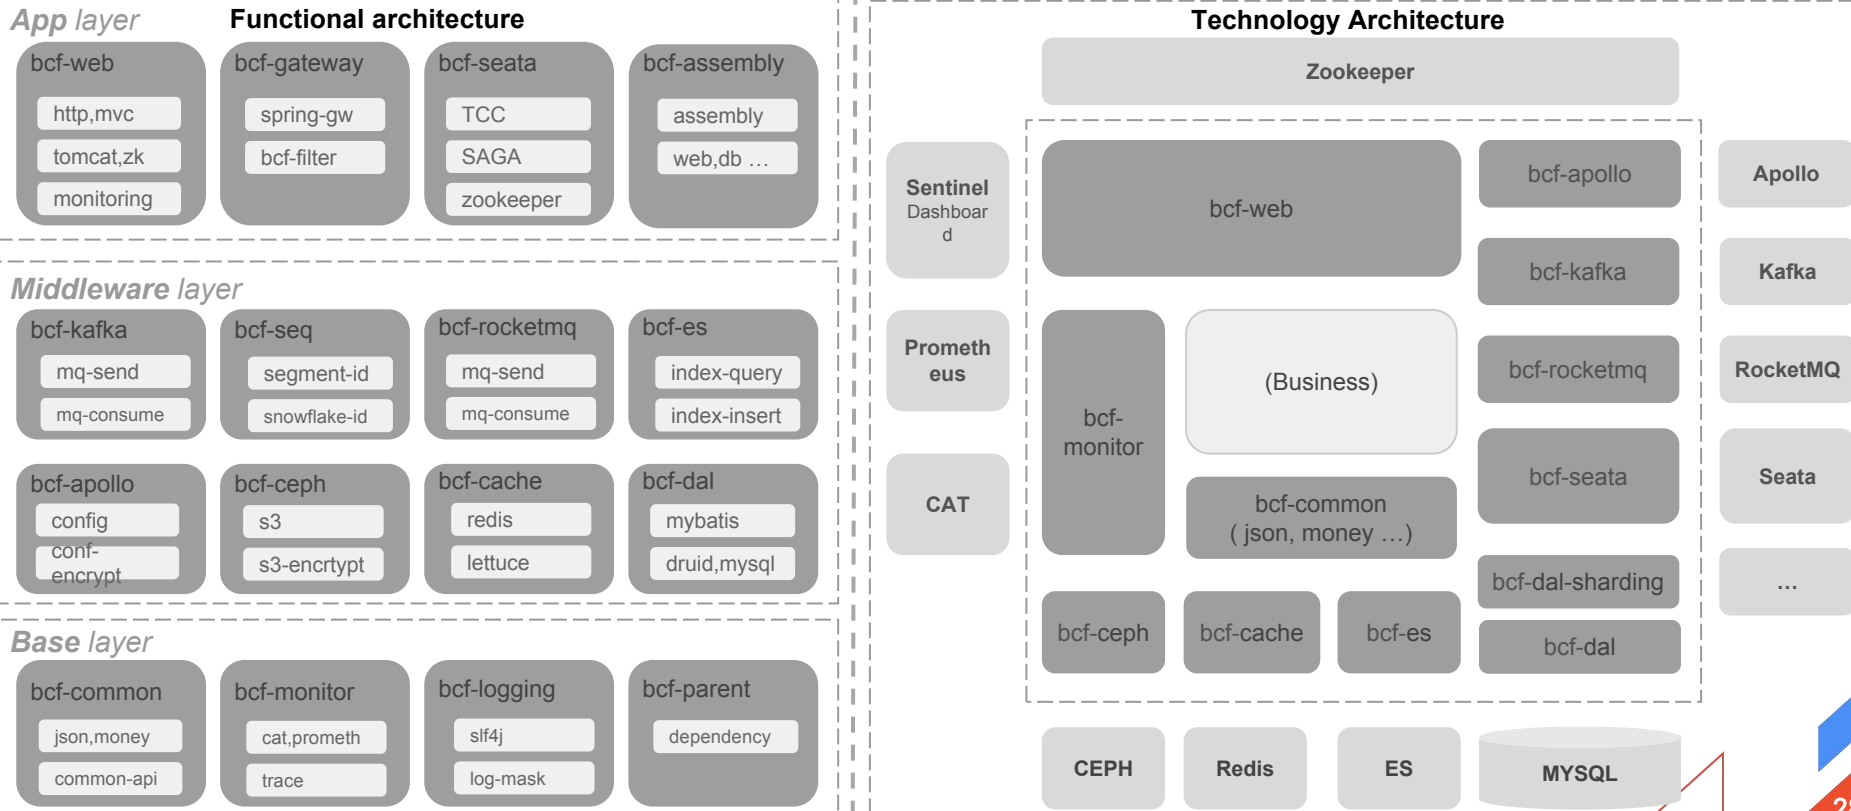 App layer
Functional architecture
bcf-web
http,mvc
tomcat,zk
monitoring
bcf-gateway
spring-gw
bcf-filter
bcf-seata
TCC
SAGA
zookeeper
bcf-assembly
assembly
web,db …
Middleware layer
bcf-kafka
mq-send
mq-consume
bcf-seq
segment-id
snowflake-id
bcf-rocketmq
mq-send
mq-consume
bcf-es
index-query
index-insert
bcf-apollo
config
conf-
encrypt
bcf-ceph
s3
s3-encrtypt
bcf-cache
redis
lettuce
bcf-dal
mybatis
druid,mysql
Base layer
bcf-common
json,money
common-api
bcf-monitor
cat,prometh
trace
bcf-logging
slf4j
log-mask
bcf-parent
dependency
Technology Architecture
Zookeeper
Sentinel
Dashboar
d
Prometh
eus
CAT
bcf-web
bcf-
monitor
(Business)
bcf-common
( json, money …)
bcf-ceph
bcf-cache
bcf-es
bcf-apollo
bcf-kafka
bcf-rocketmq
bcf-seata
bcf-dal-sharding
bcf-dal
Apollo
Kafka
RocketMQ
Seata
…
CEPH
Redis
ES
MYSQL